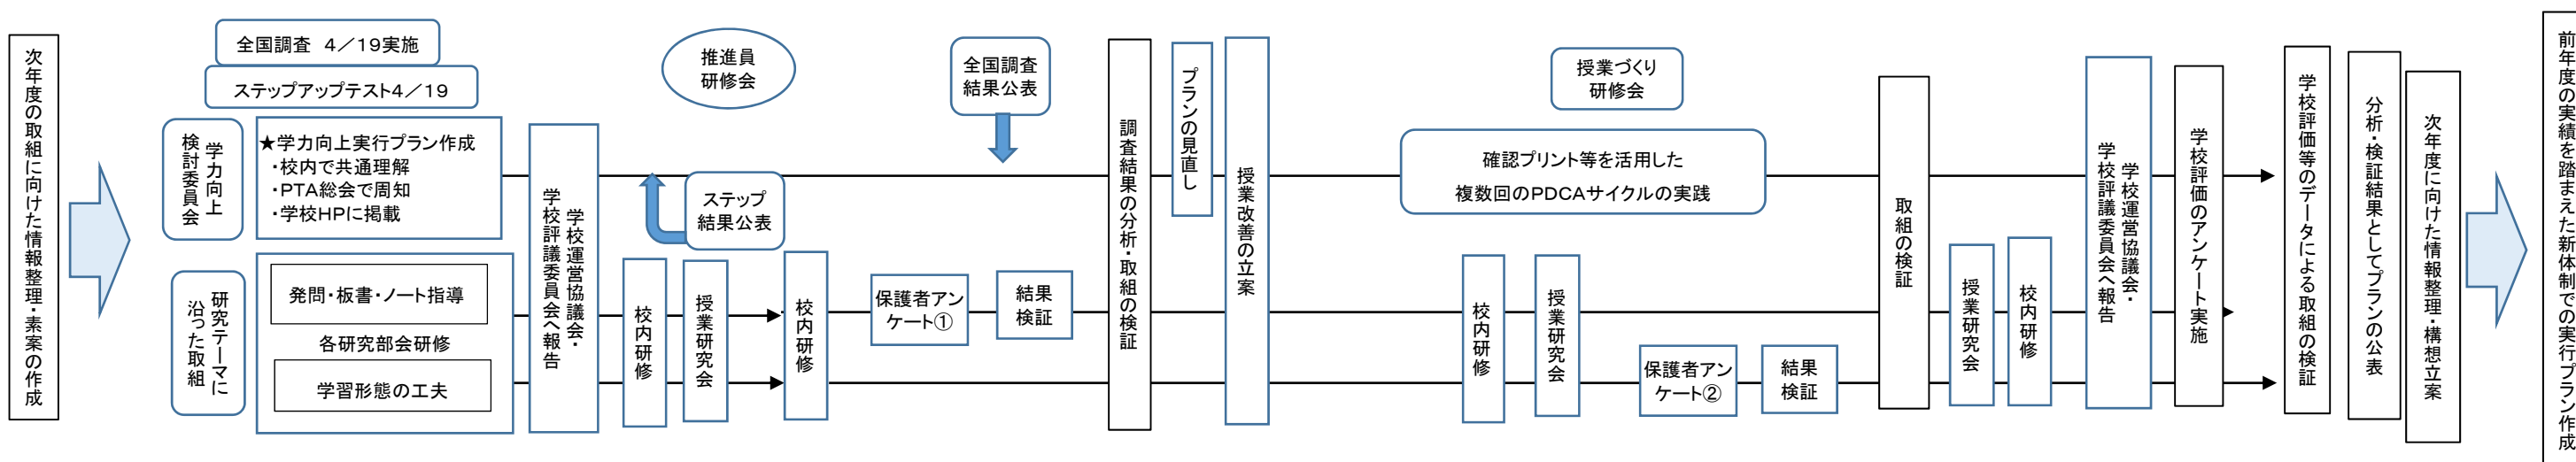 次年度の取組に向けた情報整理・素案の作成
全国調査 4/19実施
ステップアップテスト4/19
学力向上
検討委員会
★学力向上実行プラン作成
・校内で共通理解
・PTA総会で周知
・学校HPに掲載
研究テーマに
沿った取組
発問・板書・ノート指導
各研究部会研修
学習形態の工夫
学校運営協議会・
学校評議委員会へ報告
推進員
研修会
ステップ
結果公表
校内研修
授業研究会
校内研修
保護者アン
ケート①
結果
検証
全国調査
結果公表
調査結果の分析・取組の検証
プランの見直し
授業改善の立案
授業づくり
研修会
確認プリント等を活用した
複数回のPDCAサイクルの実践
校内研修
授業研究会
保護者アン
ケート②
結果
検証
取組の検証
授業研究会
校内研修
学校運営協議会・
学校評議委員会へ報告
学校評価のアンケート実施
学校評価等のデータによる取組の検証
分析・検証結果としてプランの公表
次年度に向けた情報整理・構想立案
前年度の実績を踏まえた新体制での実行プラン作成